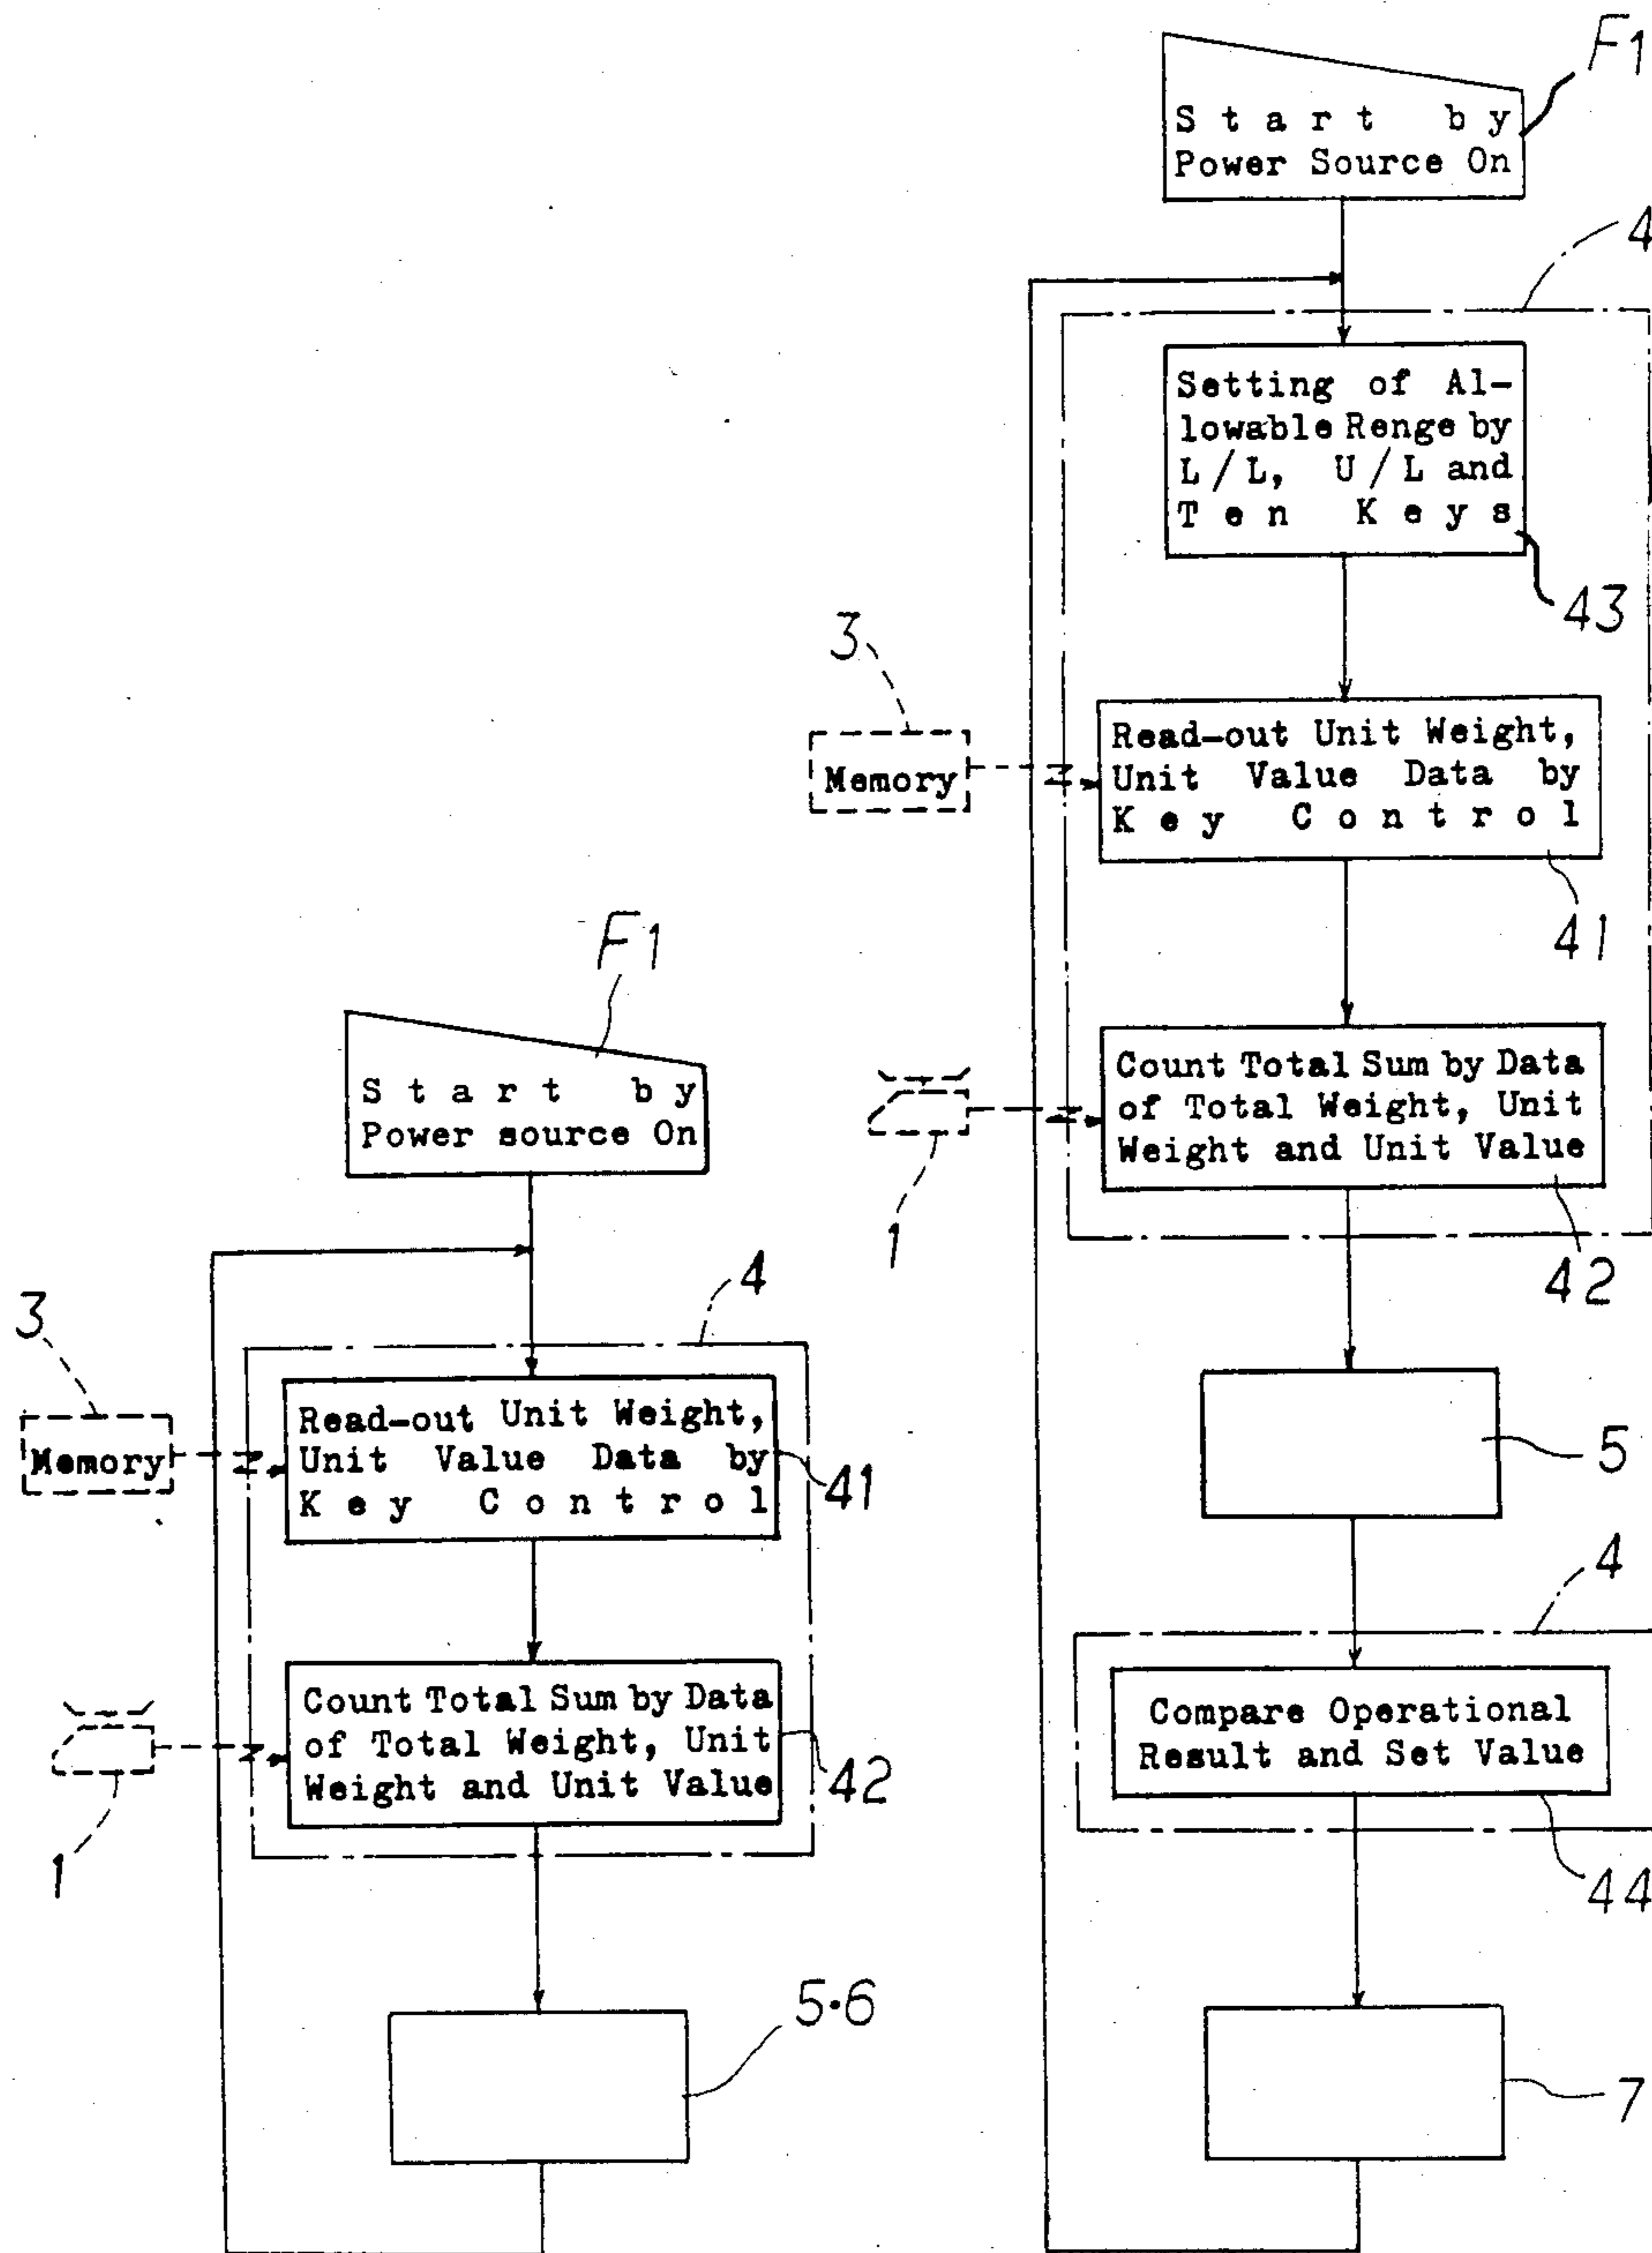 F1
Start by
Power source On
4
3
Memory
Read-out Unit Weight,
Unit Value Data by
Key Control
41
Count Total Sum by Data
of Total Weight, Unit
Weight and Unit Value
42
1
5·6
F1
Start by
Power Source On
4
Setting of Al-
lowable Renge by
L/L, U/L and
Ten Keys
43
3
Memory
Read-out Unit Weight,
Unit Value Data by
Key Control
41
Count Total Sum by Data
of Total Weight, Unit
Weight and Unit Value
1
42
5
4
Compare Operational
Result and Set Value
44
7